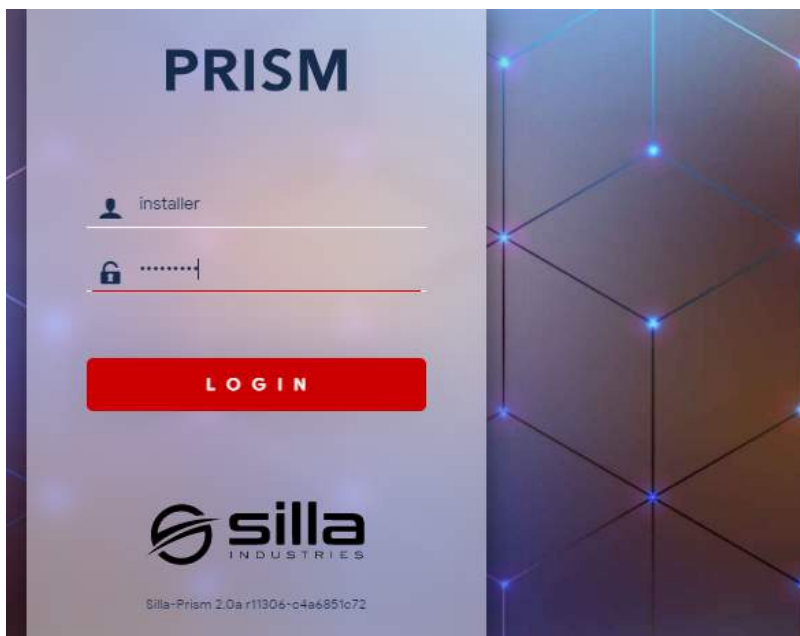 PRISM
installer
•••••••••
LOGIN
silla
INDUSTRIES
Silla-Prism 2.0a r11306-c4a6851c72